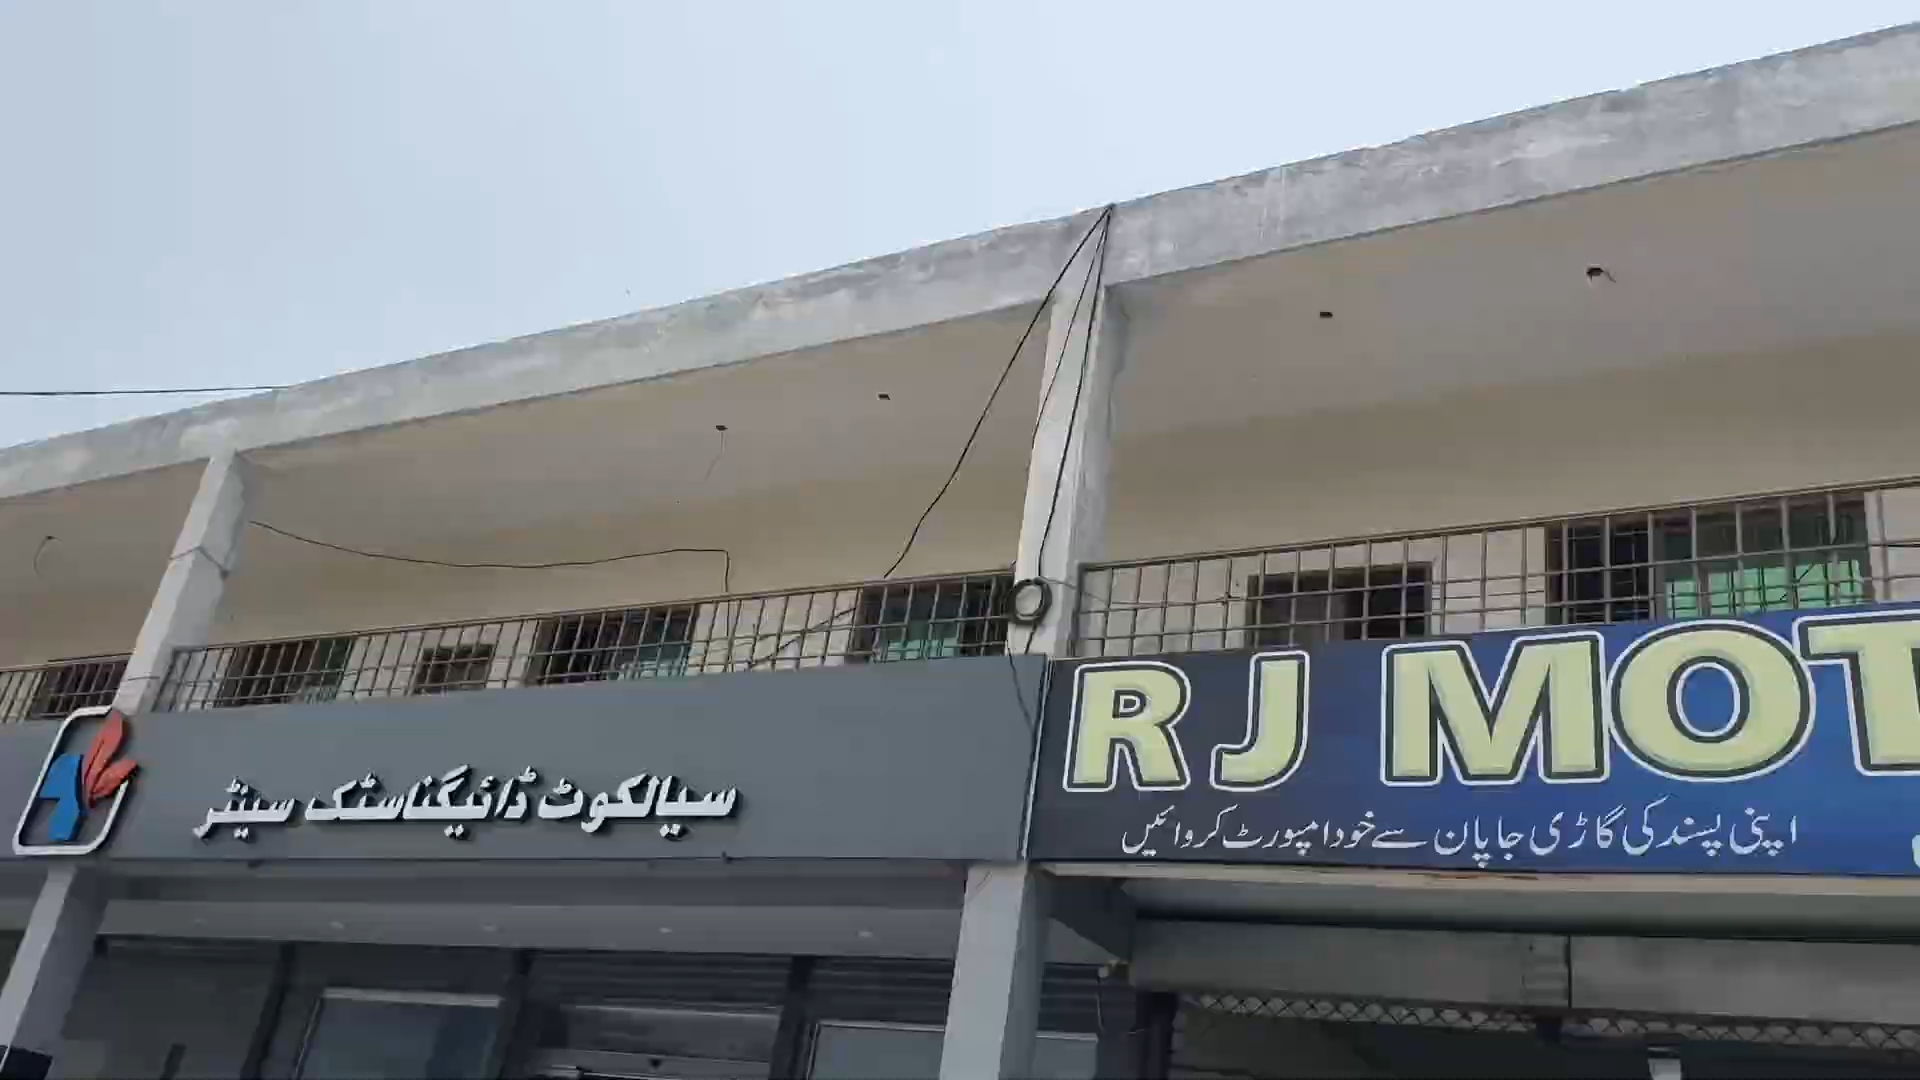 سیالکوٹ ڈائیگناسٹک سینٹر
RJ MOT
اپنی پسند کی گاڑی جاپان سے خود امپورٹ کروائیں